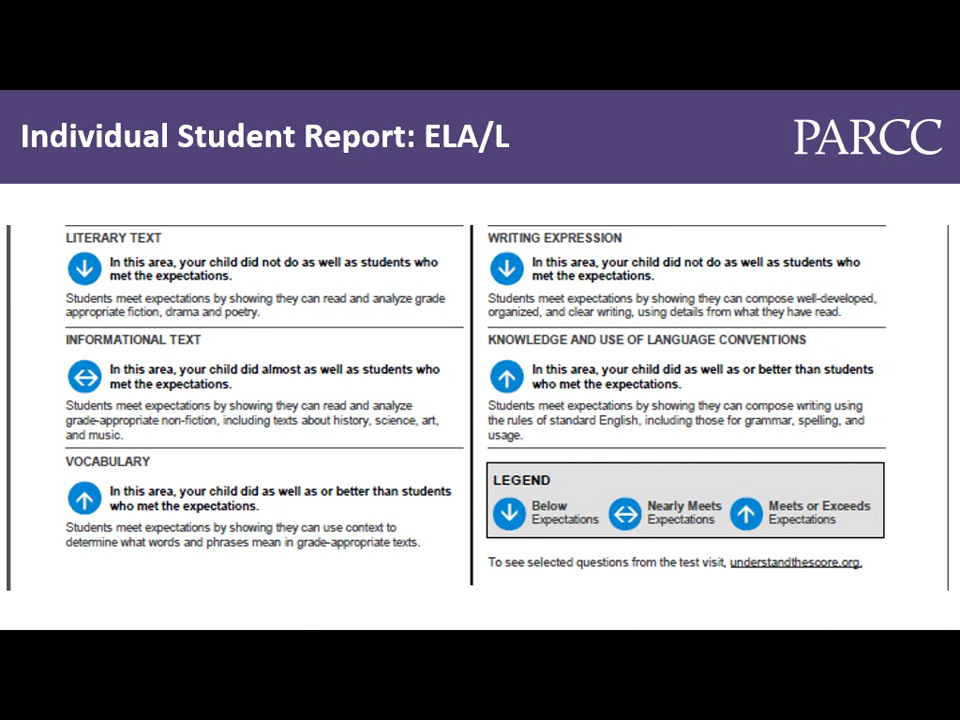 Individual Student Report: ELA/L
PARCC
LITERARY TEXT
In this area, your child did not do as well as students who
met the expectations.
Students meet expectations by showing they can read and analyze grade
appropriate fiction, drama and poetry.
INFORMATIONAL TEXT
In this area, your child did almost as well as students who
met the expectations.
Students meet expectations by showing they can read and analyze
grade-appropriate non-fiction, including texts about history, science, art,
and music.
VOCABULARY
In this area, your child did as well as or better than students
who met the expectations.
Students meet expectations by showing they can use context to
determine what words and phrases mean in grade-appropriate texts.
WRITING EXPRESSION
In this area, your child did not do as well as students who
met the expectations.
Students meet expectations by showing they can compose well-developed,
organized, and clear writing, using details from what they have read.
KNOWLEDGE AND USE OF LANGUAGE CONVENTIONS
In this area, your child did as well as or better than students
who met the expectations.
Students meet expectations by showing they can compose writing using
the rules of standard English, including those for grammar, spelling, and
usage.
LEGEND
Below
Expectations
Nearly Meets
Expectations
Meets or Exceeds
Expectations
To see selected questions from the test visit, understandthescore.org.